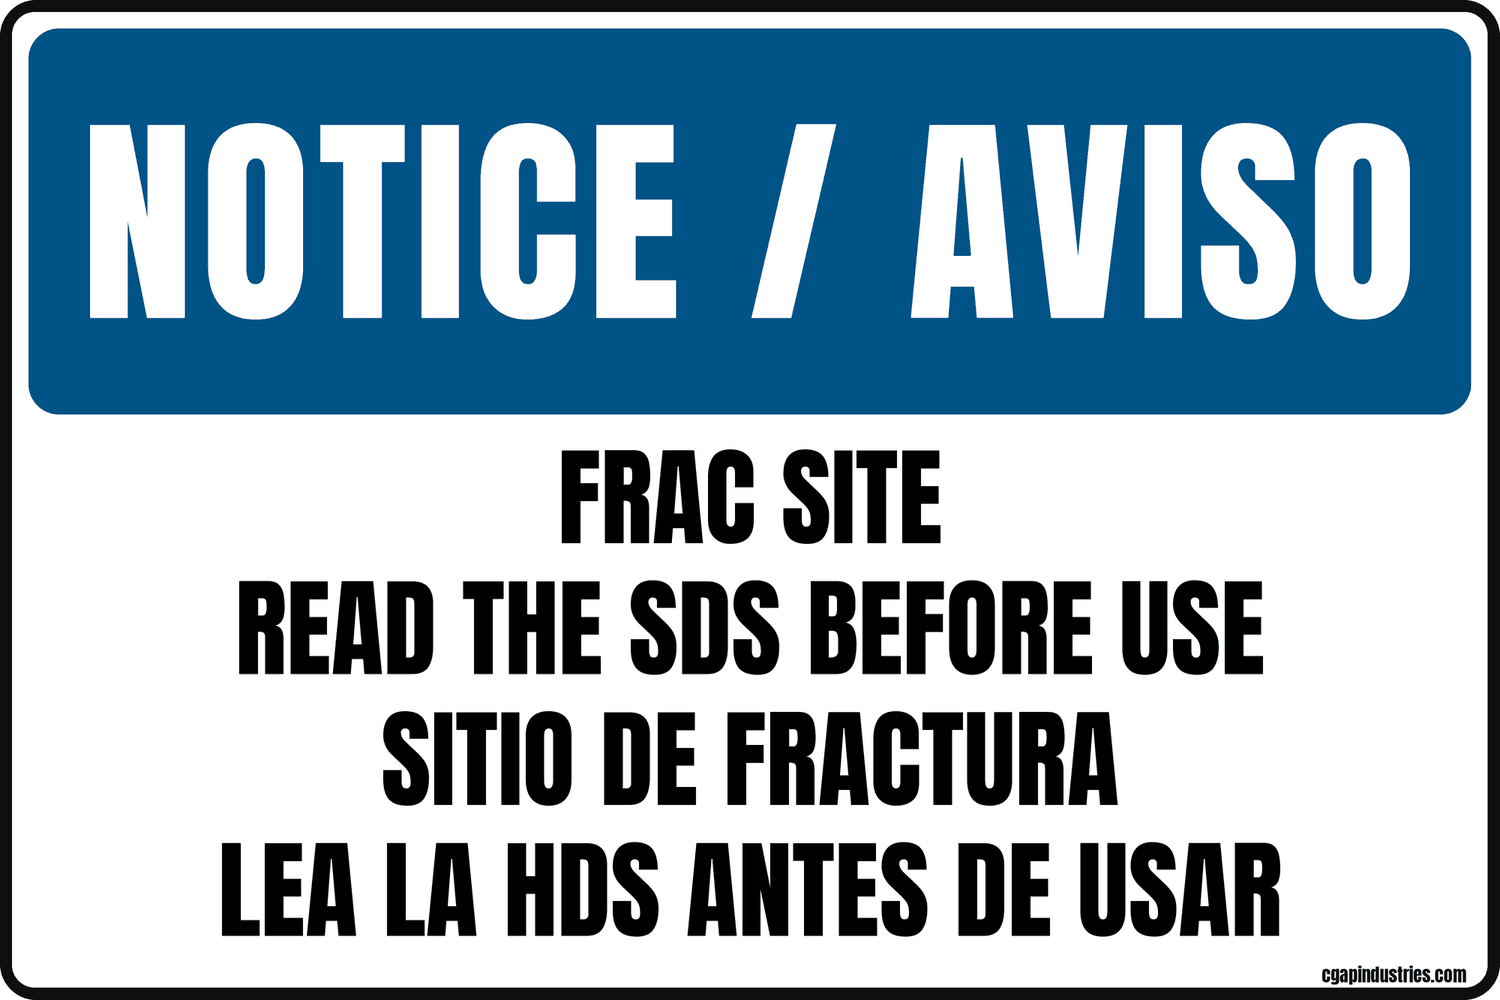 NOTICE / AVISO
FRAC SITE
READ THE SDS BEFORE USE
SITIO DE FRACTURA
LEA LA HDS ANTES DE USAR
cgapindustries.com